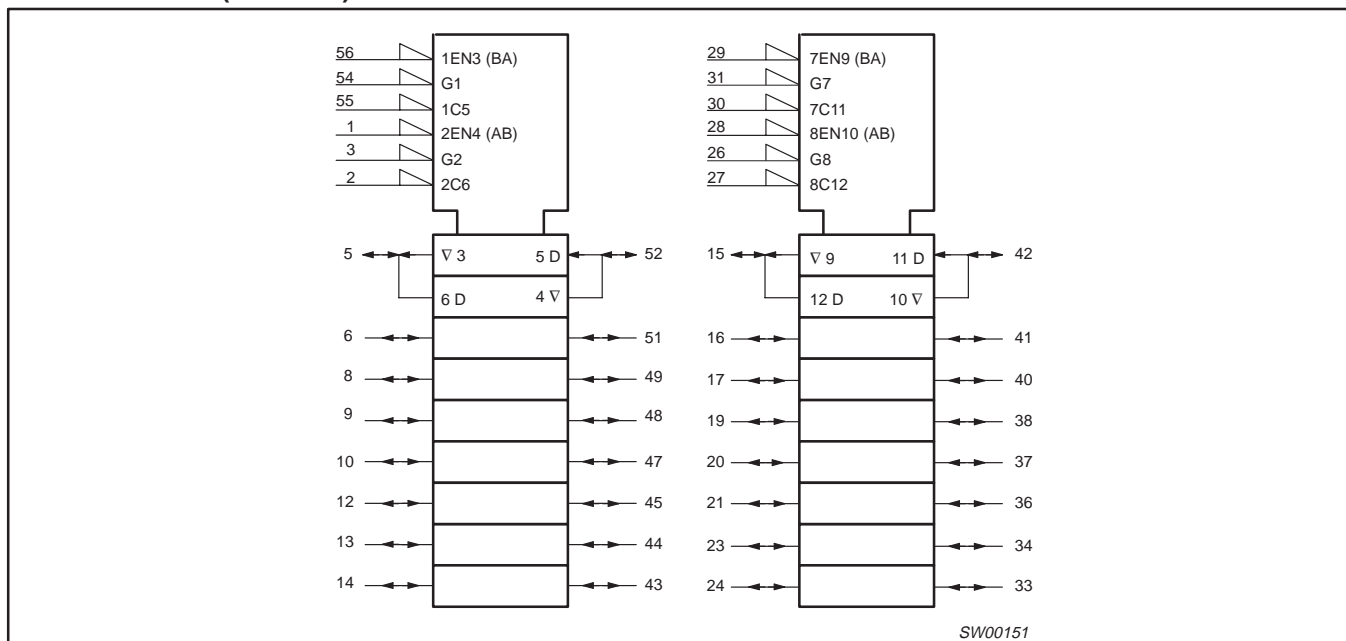 56 1EN3 (BA)
54 G1
55 1C5
1 2EN4 (AB)
3 G2
2 2C6
5 ∇ 3 5 D 52
6 D 4 ∇
6 51
8 49
9 48
10 47
12 45
13 44
14 43
29 7EN9 (BA)
31 G7
30 7C11
28 8EN10 (AB)
26 G8
27 8C12
15 ∇ 9 11 D 42
12 D 10 ∇
16 41
17 40
19 38
20 37
21 36
23 34
24 33
SW00151